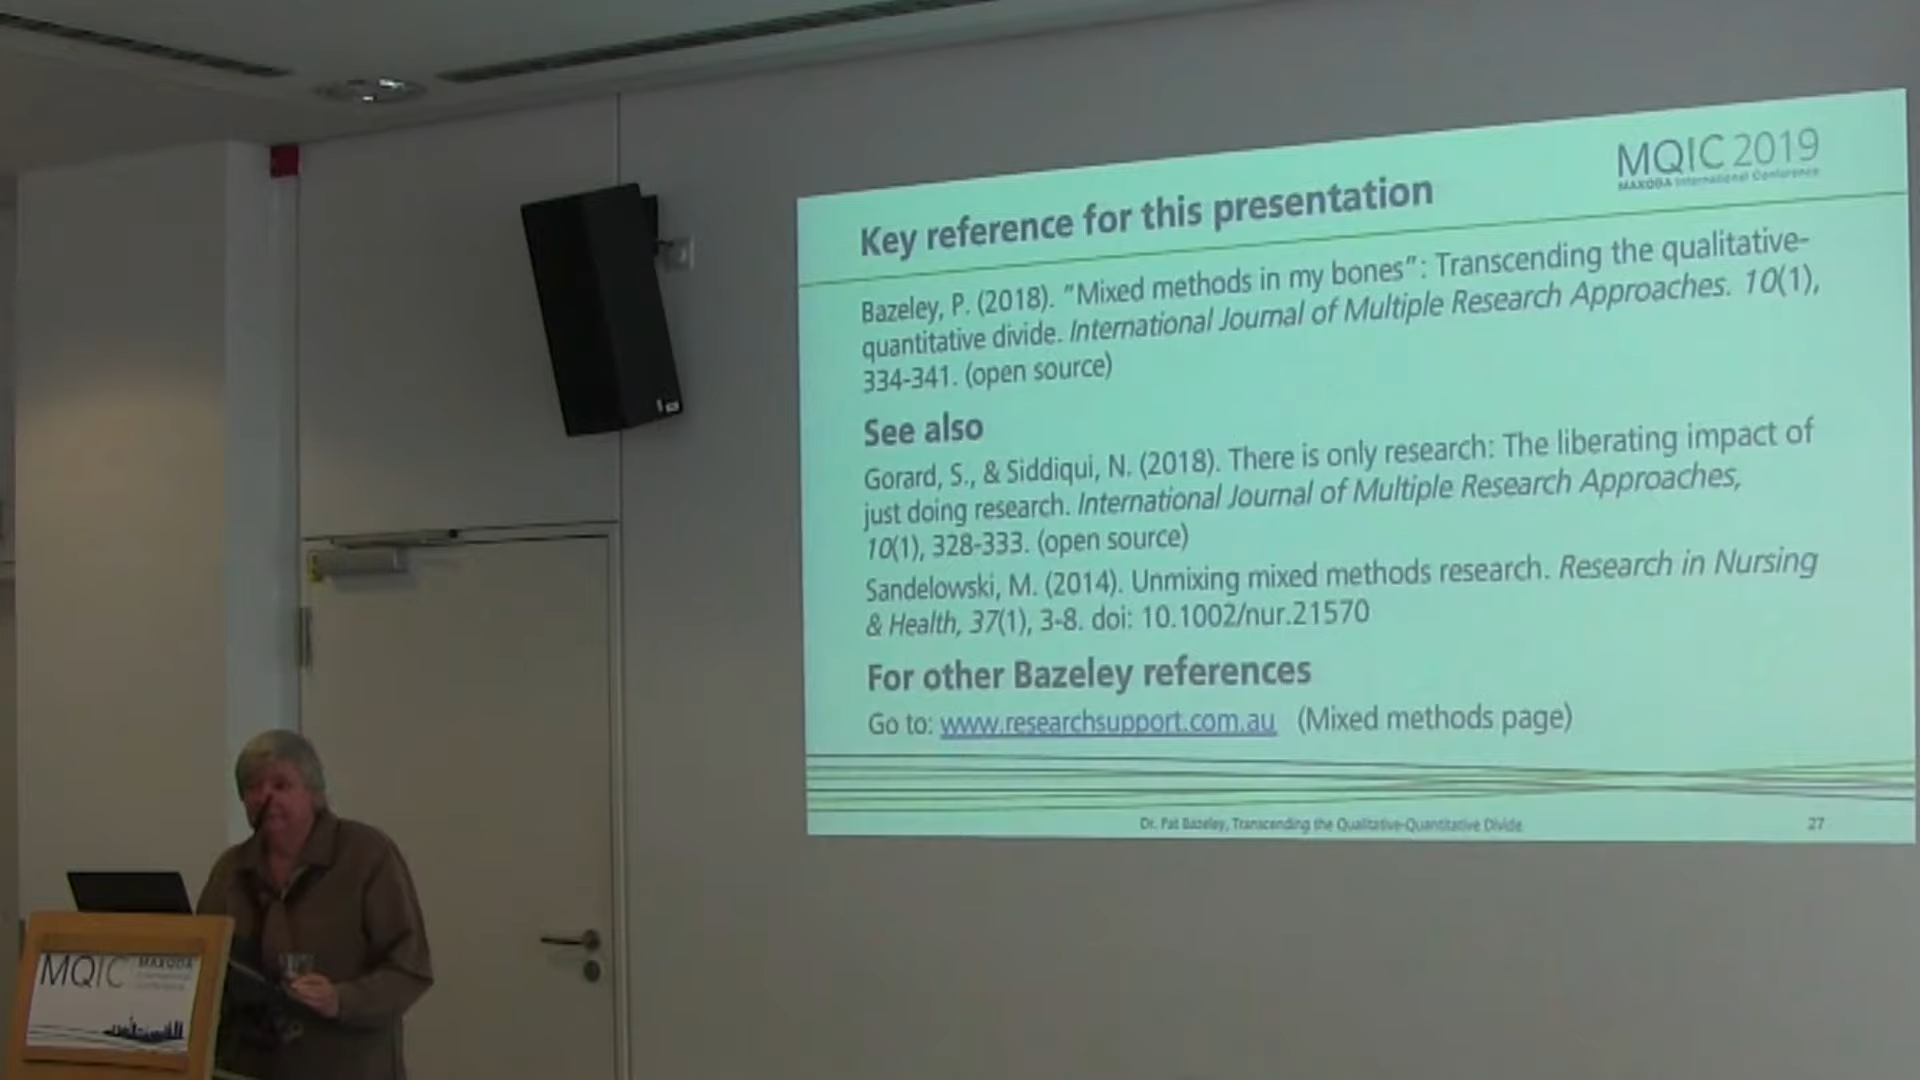 MQIC 2019
MAXQDA International Conference
Key reference for this presentation
Bazeley, P. (2018). "Mixed methods in my bones": Transcending the qualitative-
quantitative divide. International Journal of Multiple Research Approaches. 10(1),
334-341. (open source)
See also
Gorard, S., & Siddiqui, N. (2018). There is only research: The liberating impact of
just doing research. International Journal of Multiple Research Approaches,
10(1), 328-333. (open source)
Sandelowski, M. (2014). Unmixing mixed methods research. Research in Nursing
& Health, 37(1), 3-8. doi: 10.1002/nur.21570
For other Bazeley references
Go to: www.researchsupport.com.au (Mixed methods page)
Dr. Pat Bazeley, Transcending the Qualitative-Quantitative Divide
27
MQIC MAXQDA
International
Conference